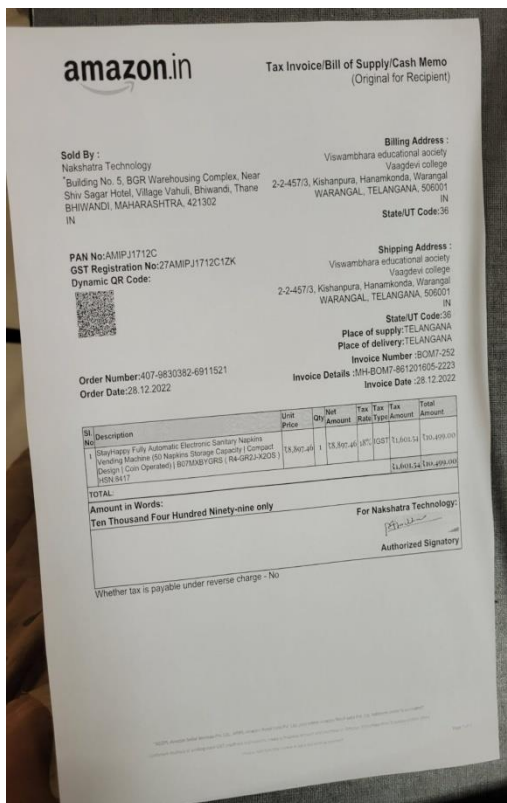 amazon.in
Tax Invoice/Bill of Supply/Cash Memo
(Original for Recipient)
Sold By :
Nakshatra Technology
*Building No. 5, BGR Warehousing Complex, Near
Shiv Sagar Hotel, Village Vahuli, Bhiwandi, Thane
BHIWANDI, MAHARASHTRA, 421302
IN
Billing Address :
Viswambhara educational aociety
Vaagdevi college
2-2-457/3, Kishanpura, Hanamkonda, Warangal
WARANGAL, TELANGANA, 506001
IN
State/UT Code:36
PAN No:AMIPJ1712C
GST Registration No:27AMIPJ1712C1ZK
Dynamic QR Code:
Shipping Address :
Viswambhara educational aociety
Vaagdevi college
2-2-457/3, Kishanpura, Hanamkonda, Warangal
WARANGAL, TELANGANA, 506001
IN
State/UT Code:36
Place of supply:TELANGANA
Place of delivery:TELANGANA
Order Number:407-9830382-6911521
Order Date:28.12.2022
Invoice Number :BOM7-252
Invoice Details :MH-BOM7-861201605-2223
Invoice Date :28.12.2022
Sl. No Description Unit Price Qty Net Amount Tax Rate Tax Type Tax Amount Total Amount
1 StayHappy Fully Automatic Electronic Sanitary Napkins
Vending Machine (50 Napkins Storage Capacity | Compact
Design | Coin Operated) | B07MXBYGRS ( R4-GR2J-X2OS )
HSN:8417
₹8,897.46 1 ₹8,897.46 18% IGST ₹1,601.54 ₹10,499.00
TOTAL: ₹1,601.54 ₹10,499.00
Amount in Words:
Ten Thousand Four Hundred Ninety-nine only
For Nakshatra Technology:
Authorized Signatory
Whether tax is payable under reverse charge - No